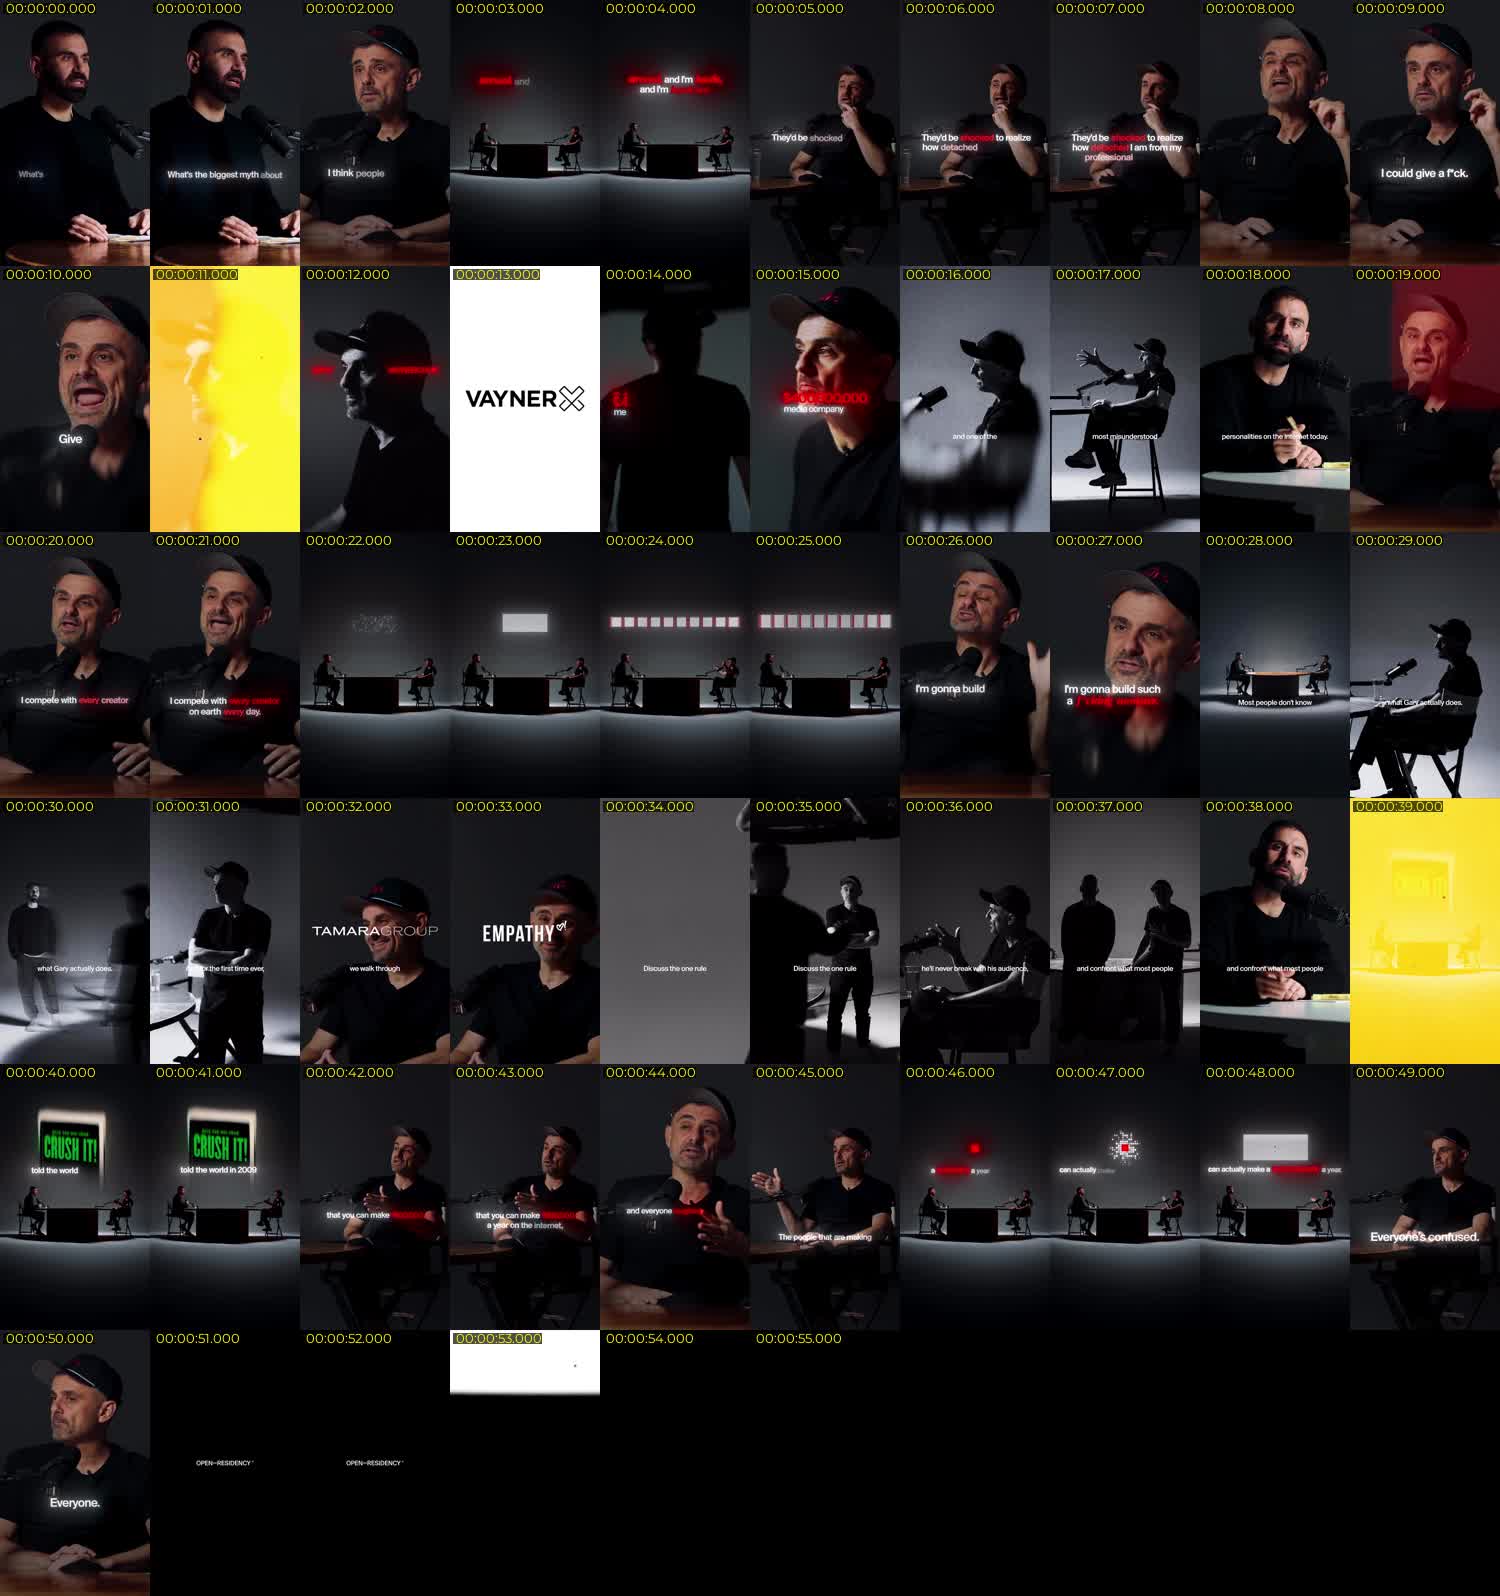 00:00:00.000
What's
00:00:01.000
What's the biggest myth about
00:00:02.000
I think people
00:00:03.000
and
00:00:04.000
and I'm
and I'm
00:00:05.000
They'd be shocked
00:00:06.000
They'd be shocked to realize
how detached
00:00:07.000
They'd be shocked to realize
how detached I am from my
professional
00:00:08.000
00:00:09.000
I could give a f*ck.
00:00:10.000
Give
00:00:11.000
00:00:12.000
00:00:13.000
VAYNERX
00:00:14.000
me
00:00:15.000
media company
00:00:16.000
and one of the
00:00:17.000
most misunderstood
00:00:18.000
personalities on the internet today.
00:00:19.000
00:00:20.000
I compete with every creator
00:00:21.000
I compete with every creator
on earth every day.
00:00:22.000
00:00:23.000
00:00:24.000
00:00:25.000
00:00:26.000
I'm gonna build
00:00:27.000
I'm gonna build such
a
00:00:28.000
Most people don't know
00:00:29.000
what Gary actually does.
00:00:30.000
what Gary actually does.
00:00:31.000
for the first time ever,
00:00:32.000
TAMARAGROUP
we walk through
00:00:33.000
EMPATHY
00:00:34.000
Discuss the one rule
00:00:35.000
Discuss the one rule
00:00:36.000
he'll never break with his audience,
00:00:37.000
and confront what most people
00:00:38.000
and confront what most people
00:00:39.000
00:00:40.000
CRUSH IT!
told the world
00:00:41.000
CRUSH IT!
told the world in 2009
00:00:42.000
that you can make
00:00:43.000
that you can make
a year on the internet,
00:00:44.000
and everyone
00:00:45.000
The people that are making
00:00:46.000
a
a year
00:00:47.000
can actually make
00:00:48.000
can actually make a
a year.
00:00:49.000
Everyone's confused.
00:00:50.000
Everyone.
00:00:51.000
OPEN—RESIDENCY
00:00:52.000
OPEN—RESIDENCY
00:00:53.000
00:00:54.000
00:00:55.000